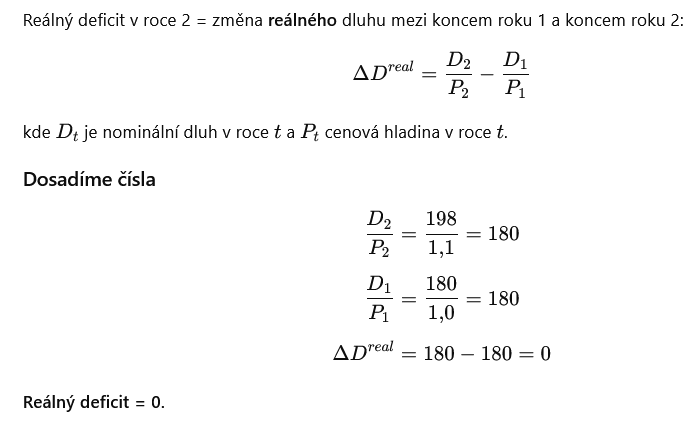 Reálný deficit v roce 2 = změna reálného dluhu mezi koncem roku 1 a koncem roku 2:
ΔD^{real} = \frac{D_2}{P_2} − \frac{D_1}{P_1}
kde D_t je nominální dluh v roce t a P_t cenová hladina v roce t.
Dosadíme čísla
\frac{D_2}{P_2} = \frac{198}{1,1} = 180
\frac{D_1}{P_1} = \frac{180}{1,0} = 180
ΔD^{real} = 180 − 180 = 0
Reálný deficit = 0.